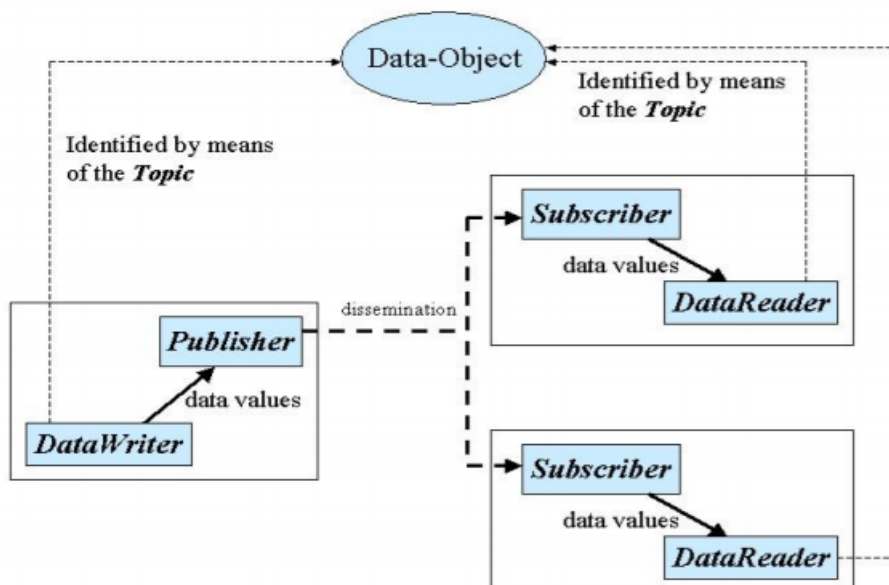 Data-Object
Identified by means
of the Topic
Identified by means
of the Topic
Subscriber
data values
DataReader
dissemination
Publisher
data values
DataWriter
Subscriber
data values
DataReader